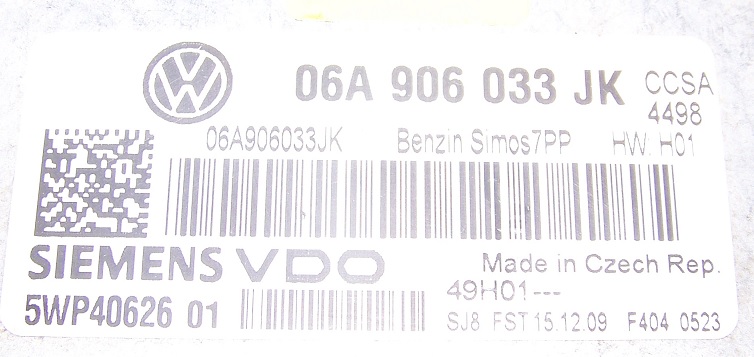 06A 906 033 JK CCSA
4498
06A906033JK Benzin Simos7PP HW: H01
SIEMENS VDO Made in Czech Rep.
5WP40626 01 49H01---
SJ8 FST 15.12.09 F404 0523